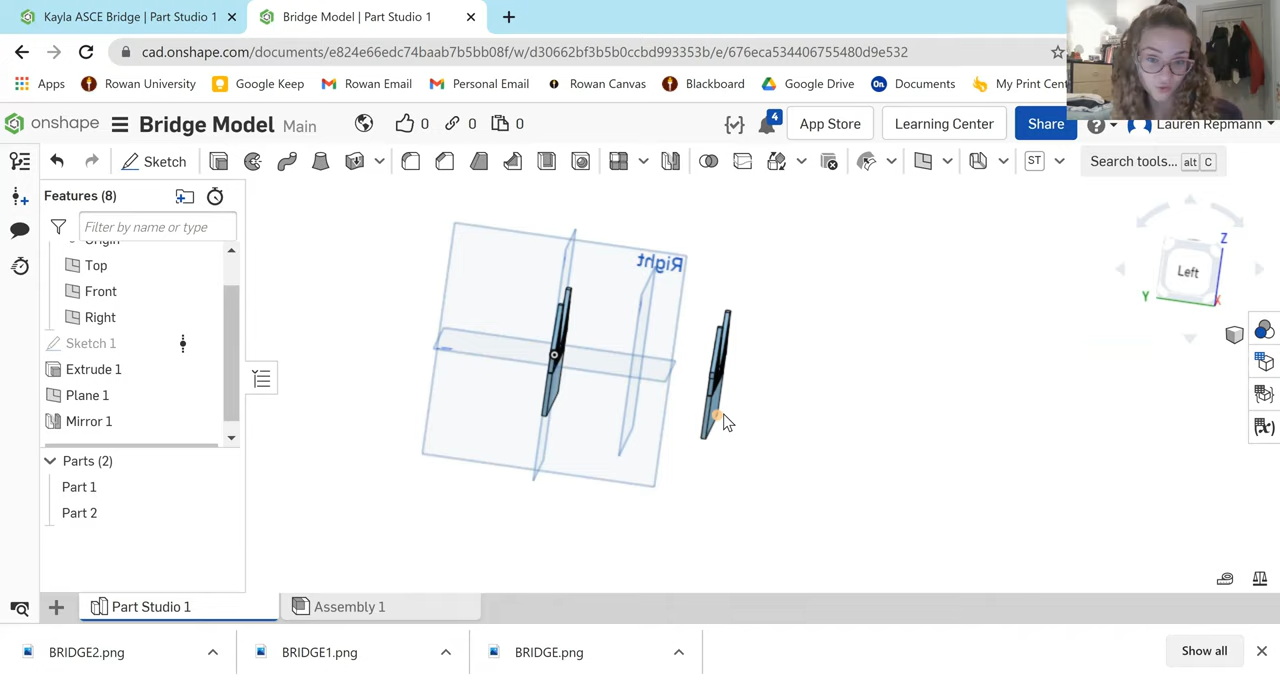 Kayla ASCE Bridge | Part Studio 1
Bridge Model | Part Studio 1
cad.onshape.com/documents/e824e66edc74baab7b5bb08f/w/d30662bf3b5b0ccbd993353b/e/676eca534406755480d9e532
Apps Rowan University Google Keep Rowan Email Personal Email Rowan Canvas Blackboard Google Drive Documents My Print Cen
onshape Bridge Model Main 0 0 0 4 App Store Learning Center Share Lauren Repmann
Sketch ST Search tools... alt C
Features (8)
Filter by name or type
Origin
Top
Front
Right
Sketch 1
Extrude 1
Plane 1
Mirror 1
Parts (2)
Part 1
Part 2
Right
Z
Left
Y X
Part Studio 1 Assembly 1
BRIDGE2.png BRIDGE1.png BRIDGE.png Show all